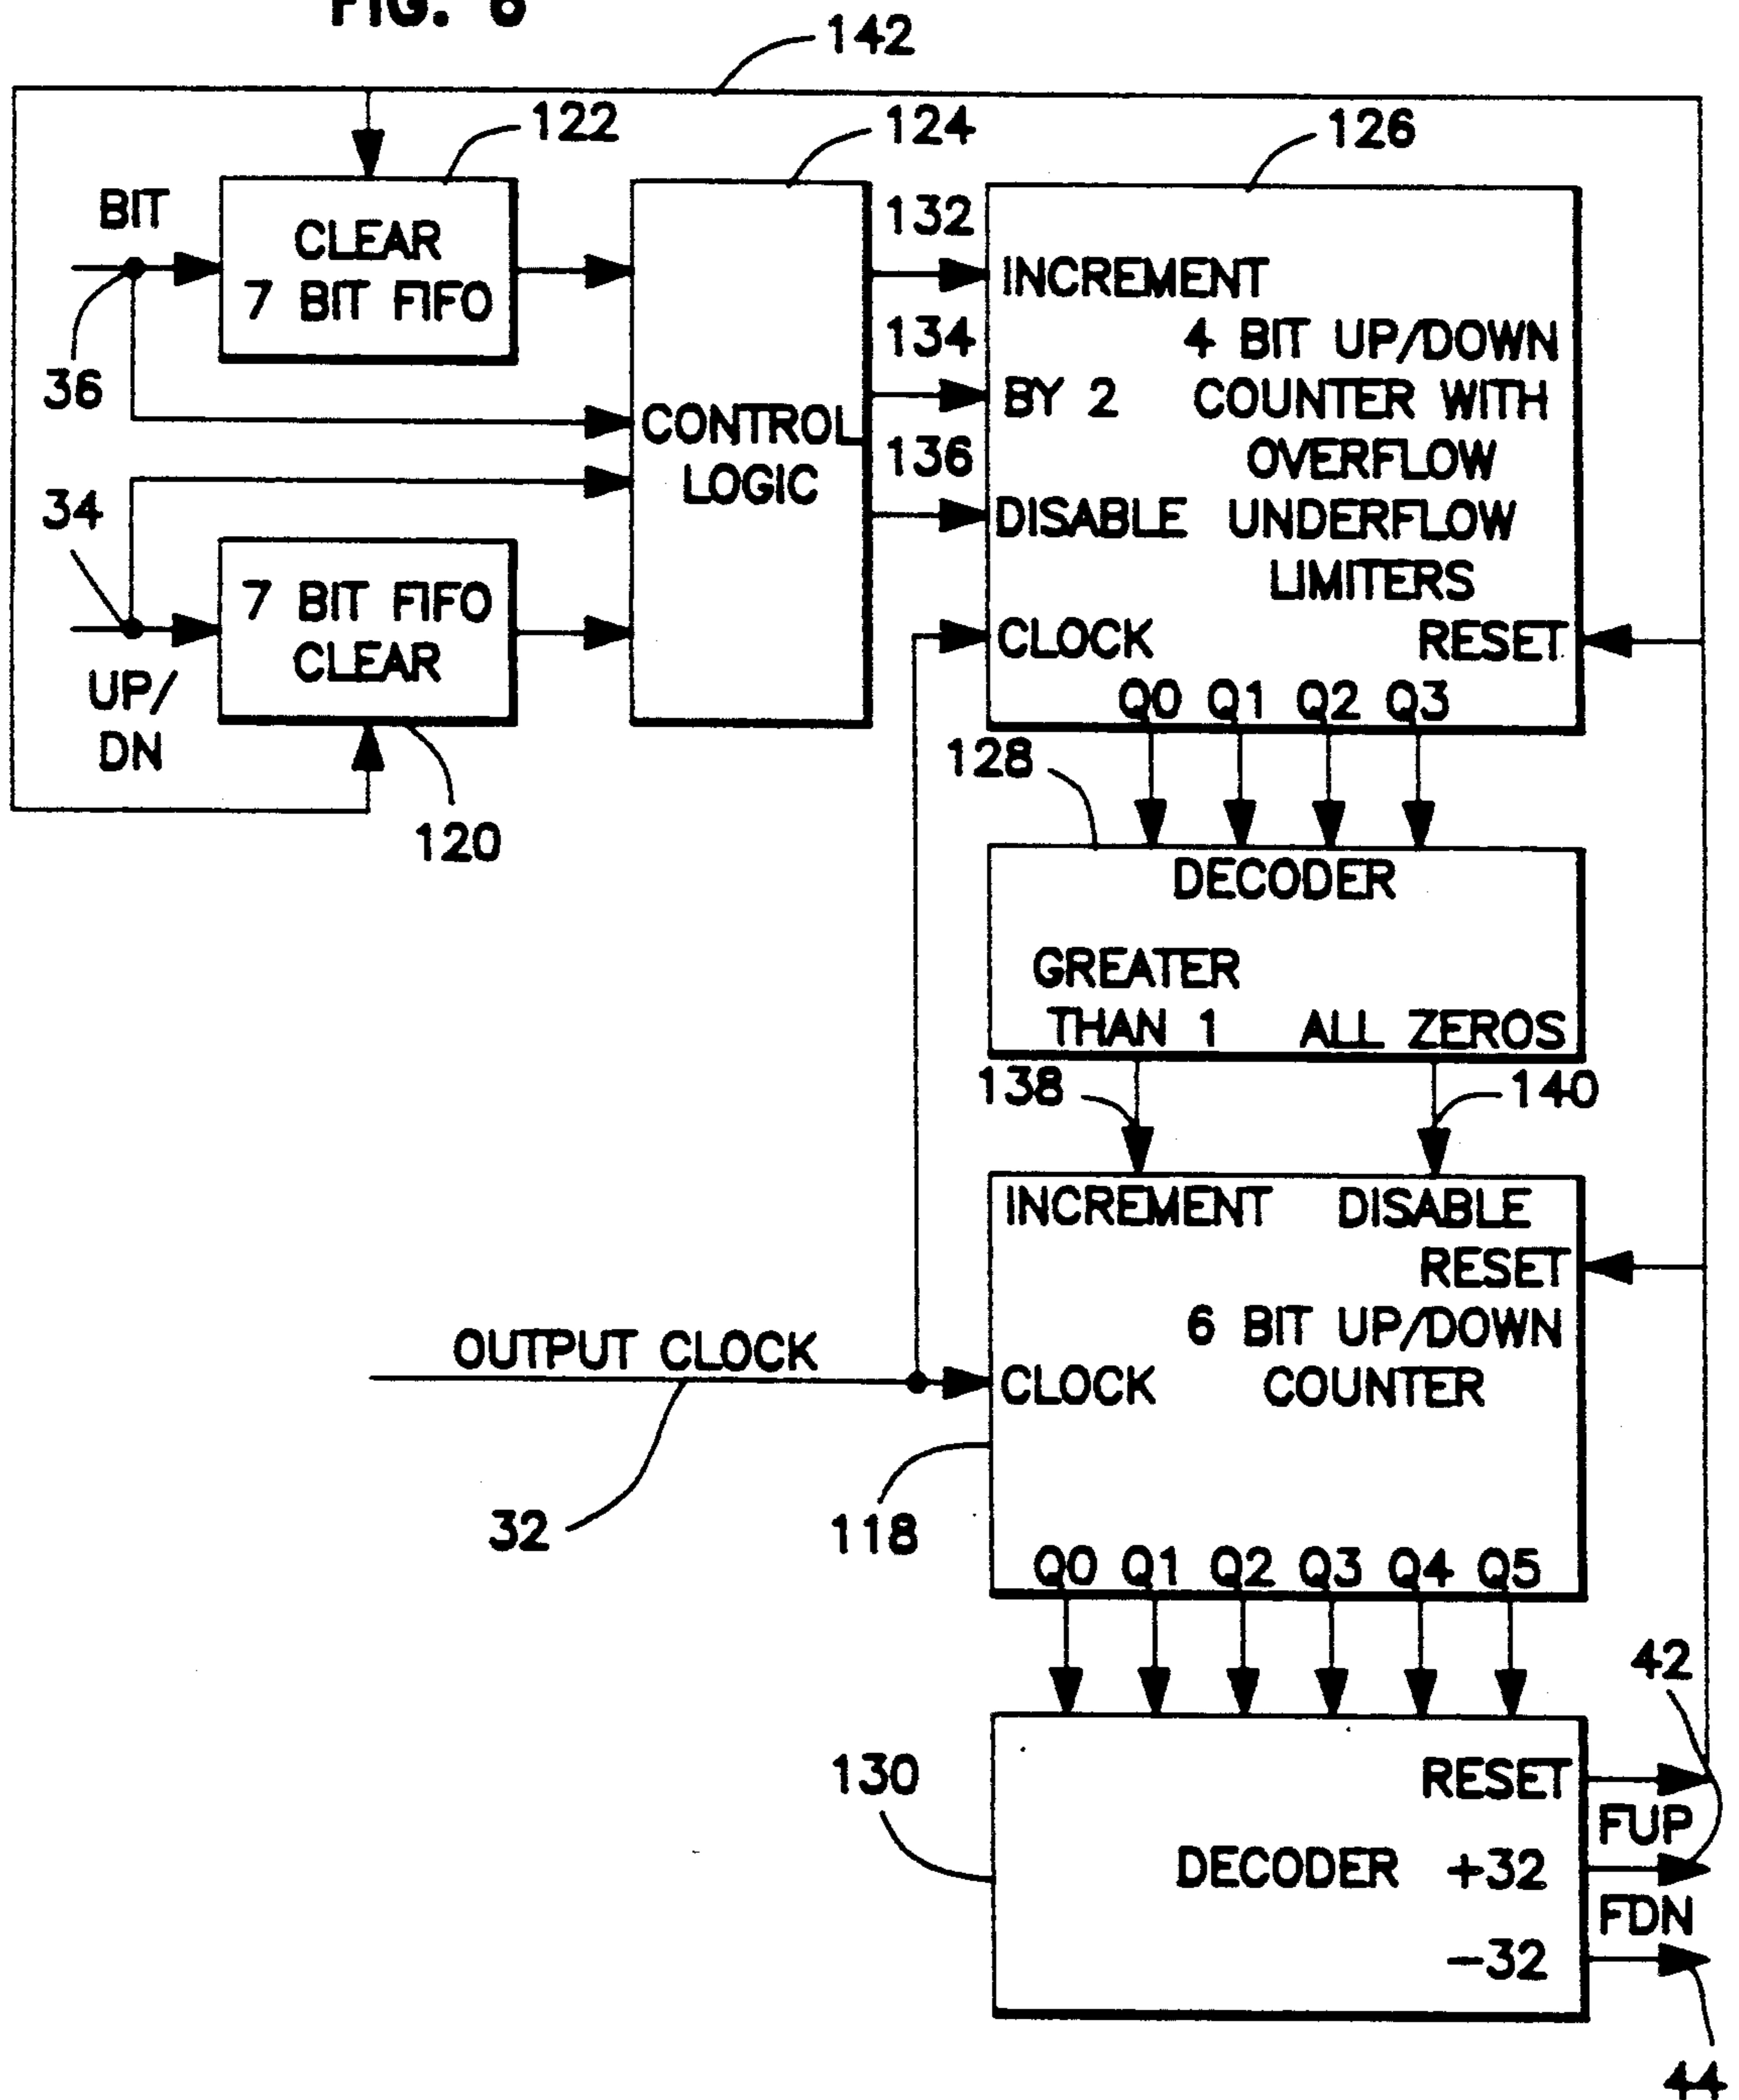 FIG. 6
142
122
124
126
BIT
CLEAR
7 BIT FIFO
36
34
7 BIT FIFO
CLEAR
UP/
DN
120
CONTROL
LOGIC
132
134
136
INCREMENT
4 BIT UP/DOWN
BY 2 COUNTER WITH
OVERFLOW
DISABLE UNDERFLOW
LIMITERS
CLOCK RESET
Q0 Q1 Q2 Q3
128
DECODER
GREATER
THAN 1 ALL ZEROS
138
140
INCREMENT DISABLE
RESET
6 BIT UP/DOWN
CLOCK COUNTER
OUTPUT CLOCK
32
118
Q0 Q1 Q2 Q3 Q4 Q5
42
130
RESET
FUP
DECODER +32
FDN
-32
44